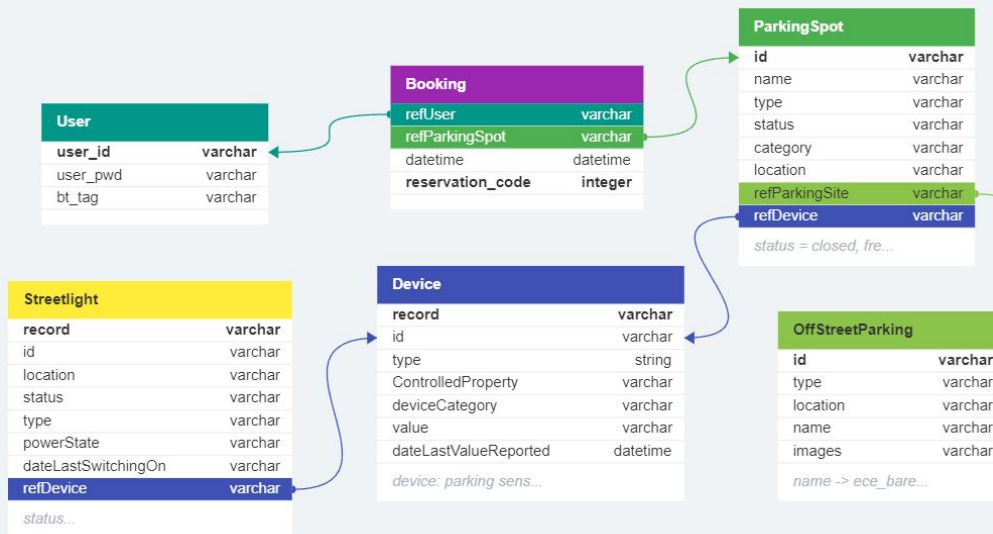 User
user_id varchar
user_pwd varchar
bt_tag varchar
Booking
refUser varchar
refParkingSpot varchar
datetime datetime
reservation_code integer
ParkingSpot
id varchar
name varchar
type varchar
status varchar
category varchar
location varchar
refParkingSite varchar
refDevice varchar
status = closed, fre...
Streetlight
record varchar
id varchar
location varchar
status varchar
type varchar
powerState varchar
dateLastSwitchingOn varchar
refDevice varchar
status...
Device
record varchar
id varchar
type string
ControlledProperty varchar
deviceCategory varchar
value varchar
dateLastValueReported datetime
device: parking sens...
OffStreetParking
id varchar
type varchar
location varchar
name varchar
images varchar
name -> ece_bare...